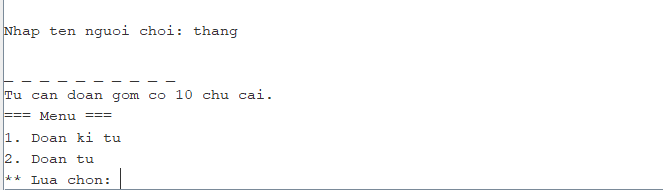 Nhap ten nguoi choi: thang
_ _ _ _ _ _ _ _ _ _
Tu can doan gom co 10 chu cai.
=== Menu ===
1. Doan ki tu
2. Doan tu
** Lua chon: